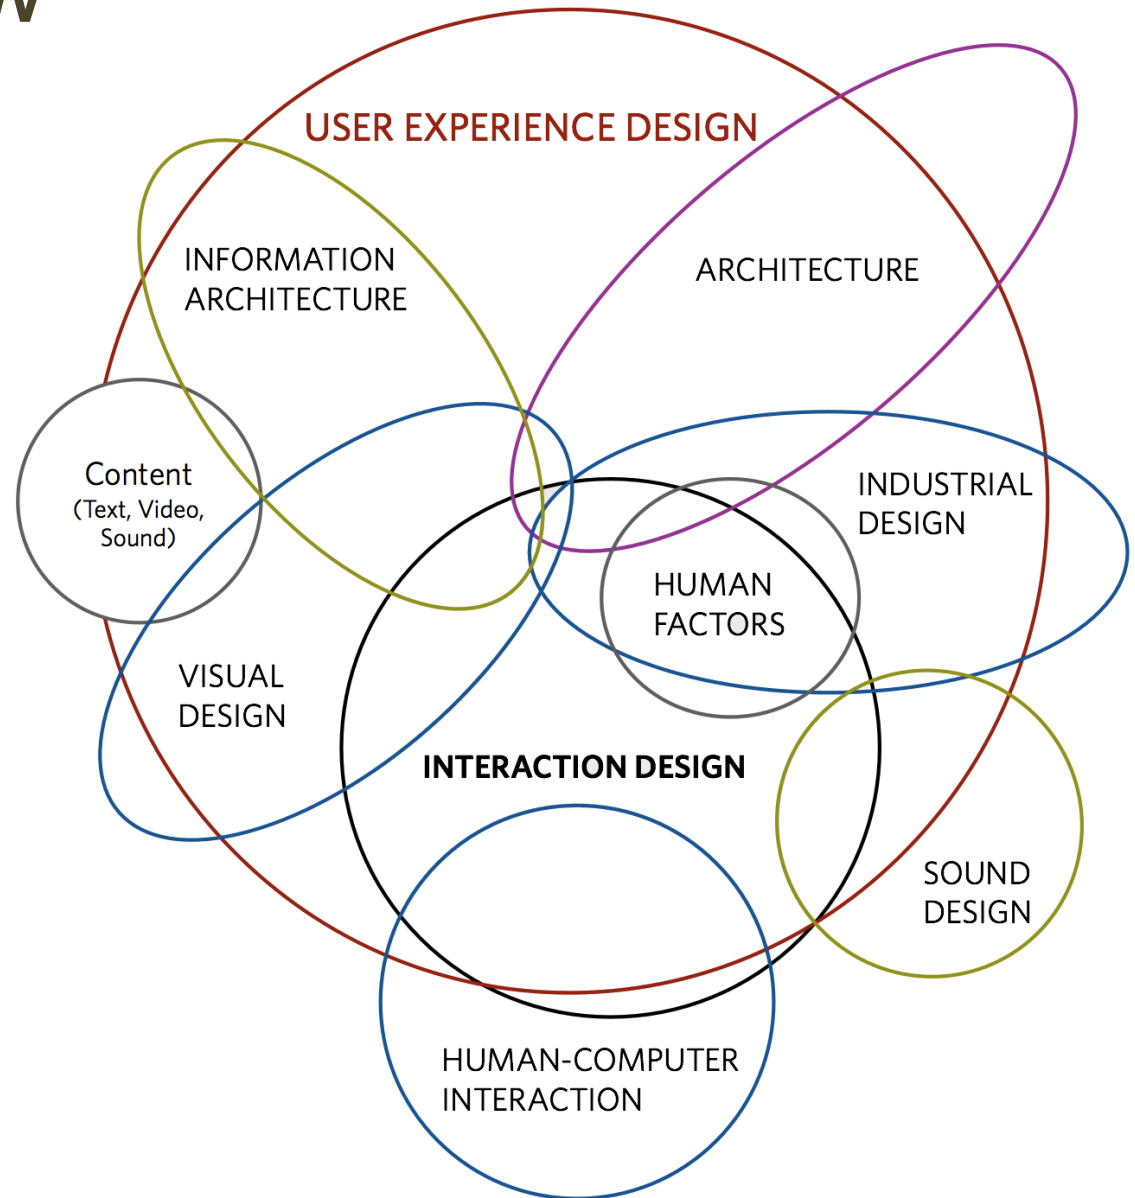 USER EXPERIENCE DESIGN
INFORMATION
ARCHITECTURE
ARCHITECTURE
Content
(Text, Video,
Sound)
INDUSTRIAL
DESIGN
HUMAN
FACTORS
VISUAL
DESIGN
INTERACTION DESIGN
SOUND
DESIGN
HUMAN-COMPUTER
INTERACTION